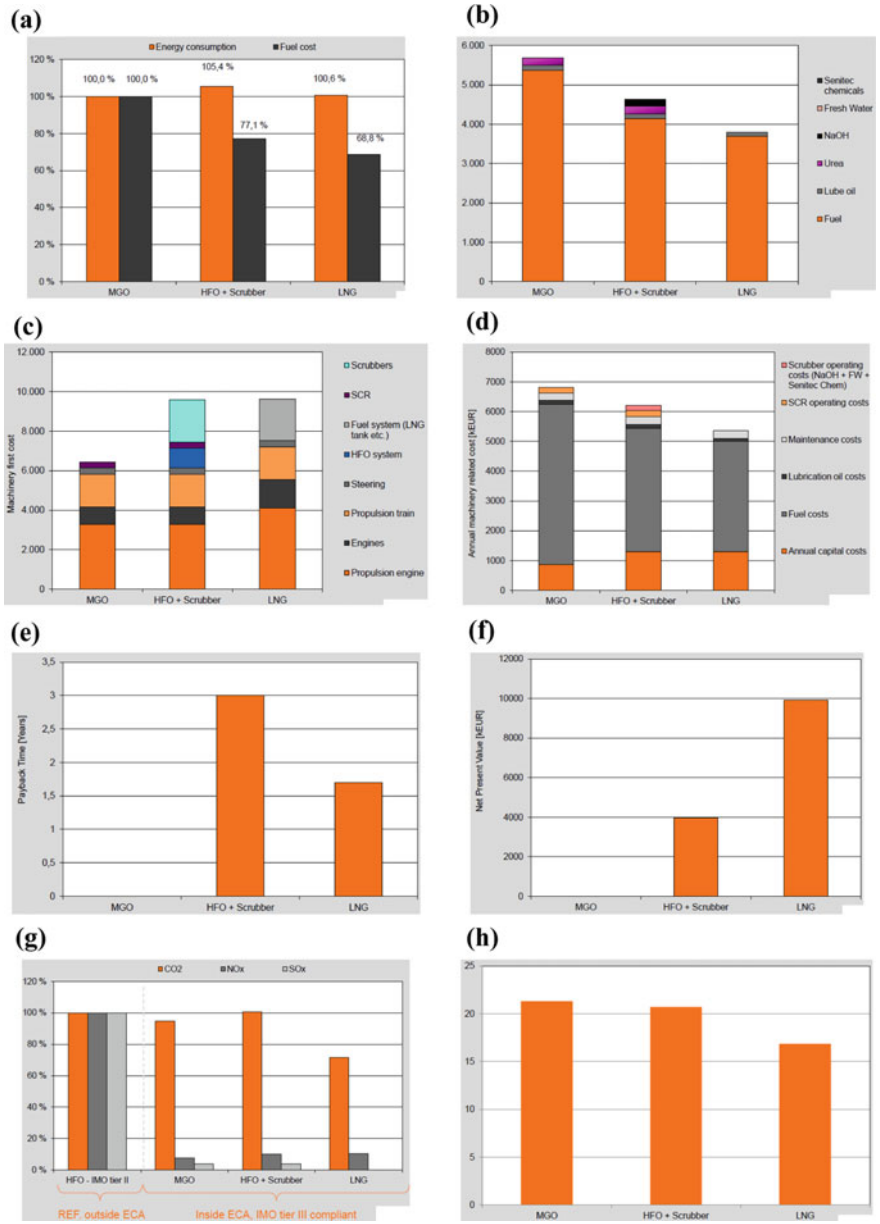 (a)
Energy consumption Fuel cost
120 %
100 %
80 %
60 %
40 %
20 %
0 %
100,0 % 100,0 %
105,4 %
77,1 %
100,6 %
68,8 %
MGO HFO + Scrubber LNG
(b)
6.000
5.000
4.000
3.000
2.000
1.000
0
MGO HFO + Scrubber LNG
Senitec
chemicals
Fresh Water
NaOH
Urea
Lube oil
Fuel
(c)
Machinery first cost
12.000
10.000
8.000
6.000
4.000
2.000
0
MGO HFO + Scrubber LNG
Scrubbers
SCR
Fuel system (LNG
tank etc.)
HFO system
Steering
Propulsion train
Engines
Propulsion engine
(d)
Annual machinery related cost [kEUR]
8000
7000
6000
5000
4000
3000
2000
1000
0
MGO HFO + Scrubber LNG
Scrubber operating
costs (NaOH + FW +
Senitec Chem)
SCR operating costs
Maintenance costs
Lubrication oil costs
Fuel costs
Annual capital costs
(e)
Payback Time [Years]
3,5
3
2,5
2
1,5
1
0,5
0
MGO HFO + Scrubber LNG
(f)
Net Present Value [kEUR]
12000
10000
8000
6000
4000
2000
0
MGO HFO + Scrubber LNG
(g)
CO2 NOx SOx
120 %
100 %
80 %
60 %
40 %
20 %
0 %
HFO - IMO tier II MGO HFO + Scrubber LNG
REF. outside ECA Inside ECA, IMO tier III compliant
(h)
25
20
15
10
5
0
MGO HFO + Scrubber LNG